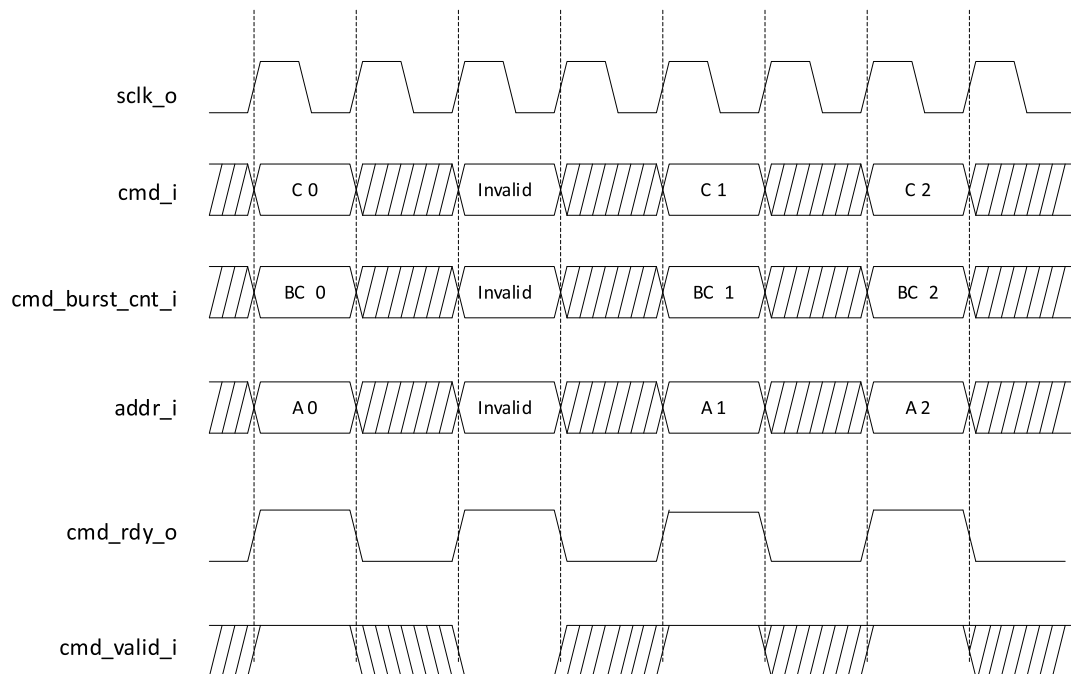 sclk_o
cmd_i
C 0
Invalid
C 1
C 2
cmd_burst_cnt_i
BC 0
Invalid
BC 1
BC 2
addr_i
A 0
Invalid
A 1
A 2
cmd_rdy_o
cmd_valid_i